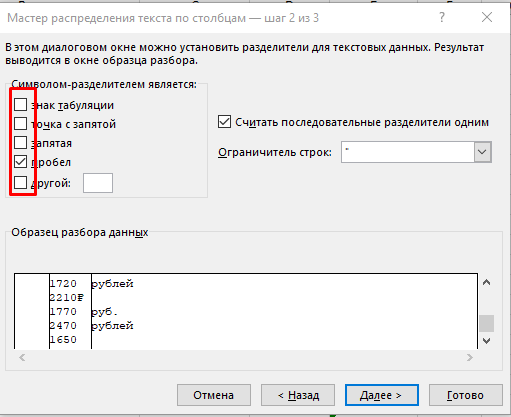 Мастер распределения текста по столбцам — шаг 2 из 3 ? ×
В этом диалоговом окне можно установить разделители для текстовых данных. Результат
выводится в окне образца разбора.
Символом-разделителем является:
знак табуляции
точка с запятой
запятая
пробел
другой:
Считать последовательные разделители одним
Ограничитель строк: "
Образец разбора данных
1720 рублей
2210₽
1770 руб.
2470 рублей
1650
Отмена < Назад Далее > Готово